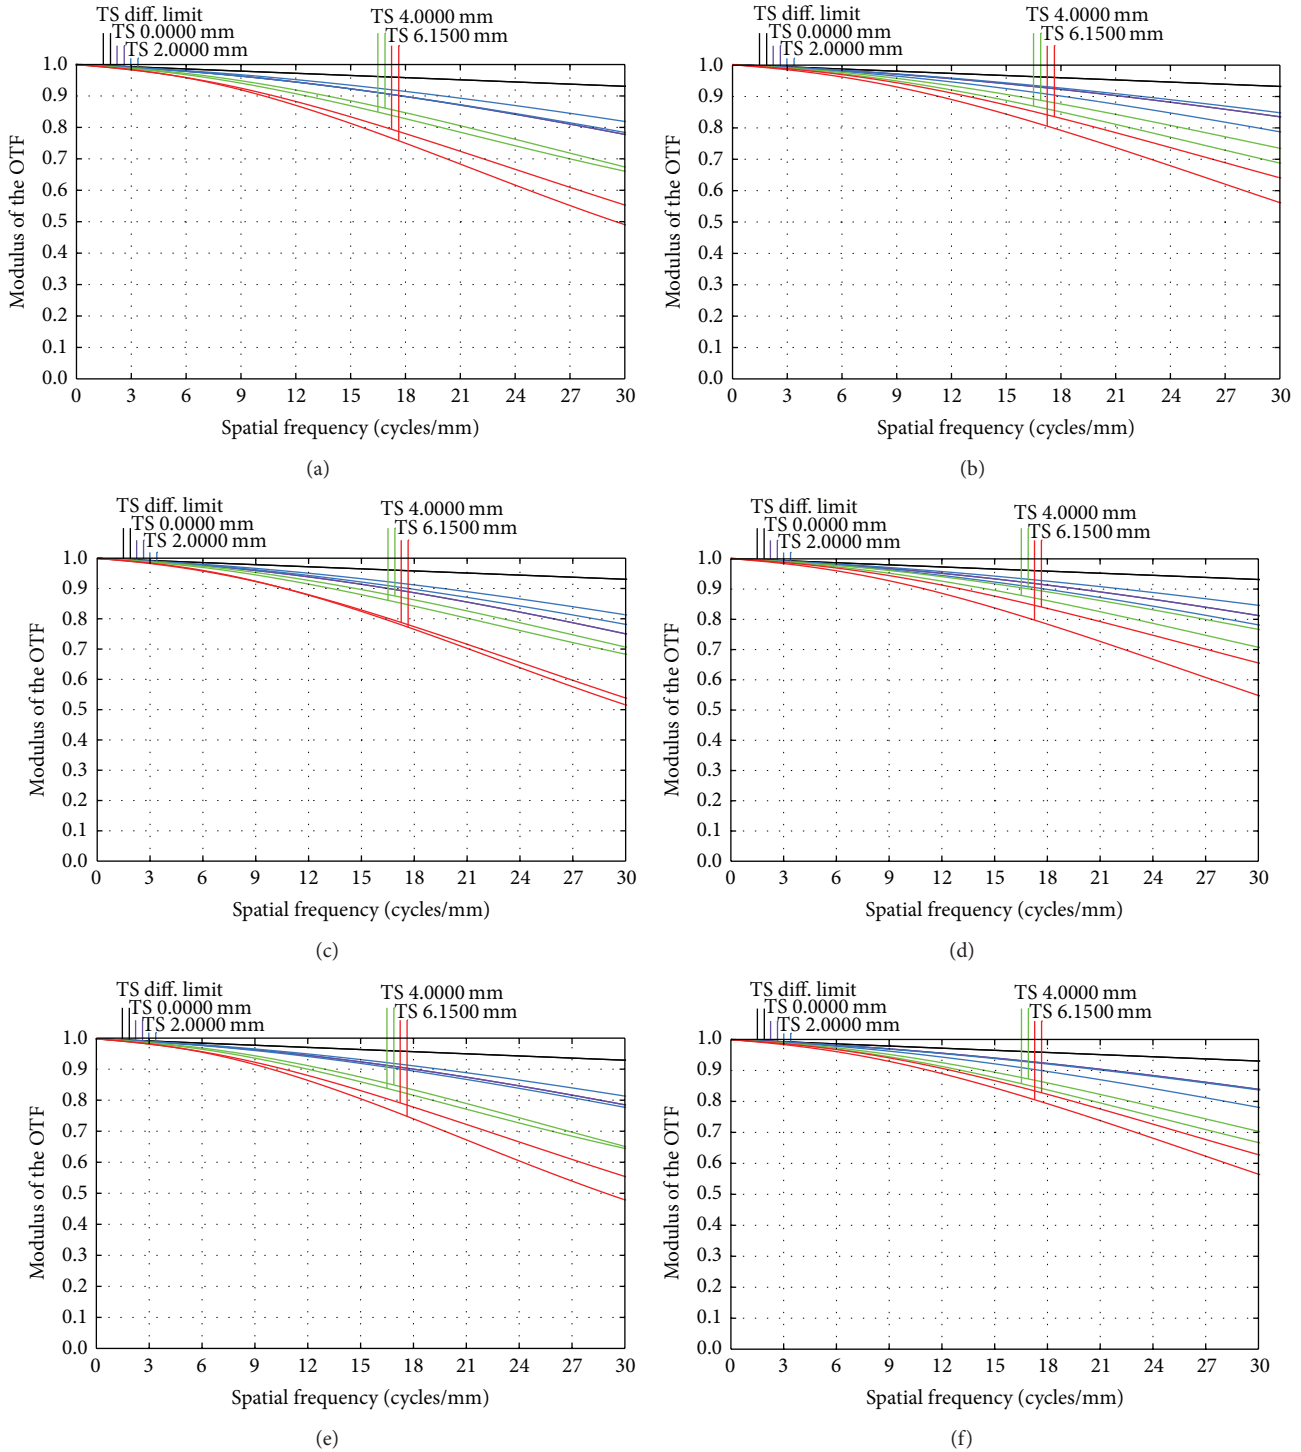 TS diff. limit
TS 0.0000 mm
TS 2.0000 mm
TS 4.0000 mm
TS 6.1500 mm
1.0
0.9
0.8
0.7
0.6
0.5
0.4
0.3
0.2
0.1
0.0
Modulus of the OTF
0 3 6 9 12 15 18 21 24 27 30
Spatial frequency (cycles/mm)
(a)
TS diff. limit
TS 0.0000 mm
TS 2.0000 mm
TS 4.0000 mm
TS 6.1500 mm
1.0
0.9
0.8
0.7
0.6
0.5
0.4
0.3
0.2
0.1
0.0
Modulus of the OTF
0 3 6 9 12 15 18 21 24 27 30
Spatial frequency (cycles/mm)
(b)
TS diff. limit
TS 0.0000 mm
TS 2.0000 mm
TS 4.0000 mm
TS 6.1500 mm
1.0
0.9
0.8
0.7
0.6
0.5
0.4
0.3
0.2
0.1
0.0
Modulus of the OTF
0 3 6 9 12 15 18 21 24 27 30
Spatial frequency (cycles/mm)
(c)
TS diff. limit
TS 0.0000 mm
TS 2.0000 mm
TS 4.0000 mm
TS 6.1500 mm
1.0
0.9
0.8
0.7
0.6
0.5
0.4
0.3
0.2
0.1
0.0
Modulus of the OTF
0 3 6 9 12 15 18 21 24 27 30
Spatial frequency (cycles/mm)
(d)
TS diff. limit
TS 0.0000 mm
TS 2.0000 mm
TS 4.0000 mm
TS 6.1500 mm
1.0
0.9
0.8
0.7
0.6
0.5
0.4
0.3
0.2
0.1
0.0
Modulus of the OTF
0 3 6 9 12 15 18 21 24 27 30
Spatial frequency (cycles/mm)
(e)
TS diff. limit
TS 0.0000 mm
TS 2.0000 mm
TS 4.0000 mm
TS 6.1500 mm
1.0
0.9
0.8
0.7
0.6
0.5
0.4
0.3
0.2
0.1
0.0
Modulus of the OTF
0 3 6 9 12 15 18 21 24 27 30
Spatial frequency (cycles/mm)
(f)